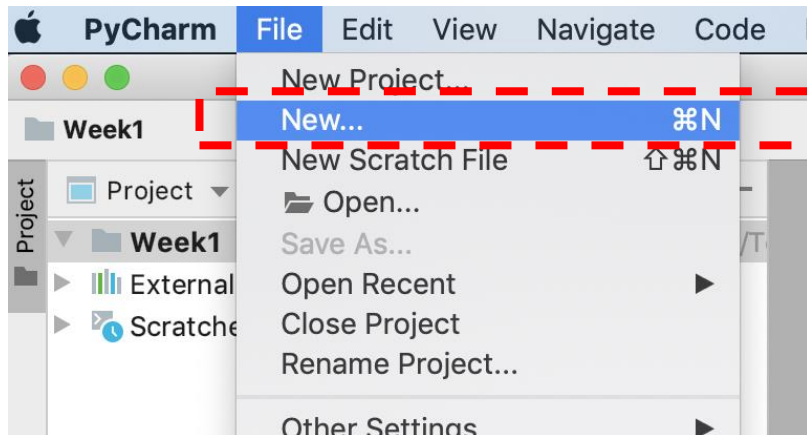 PyCharm File Edit View Navigate Code
New Project...
Week1
New... ⌘N
New Scratch File ⇧⌘N
Project
Project
Open...
Week1
Save As...
/T
External
Open Recent
Scratche
Close Project
Rename Project...
Other Settings